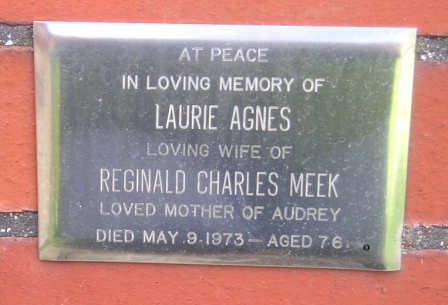 AT PEACE
IN LOVING MEMORY OF
LAURIE AGNES
LOVING WIFE OF
REGINALD CHARLES MEEK
LOVED MOTHER OF AUDREY
DIED MAY.9.1973 — AGED 76